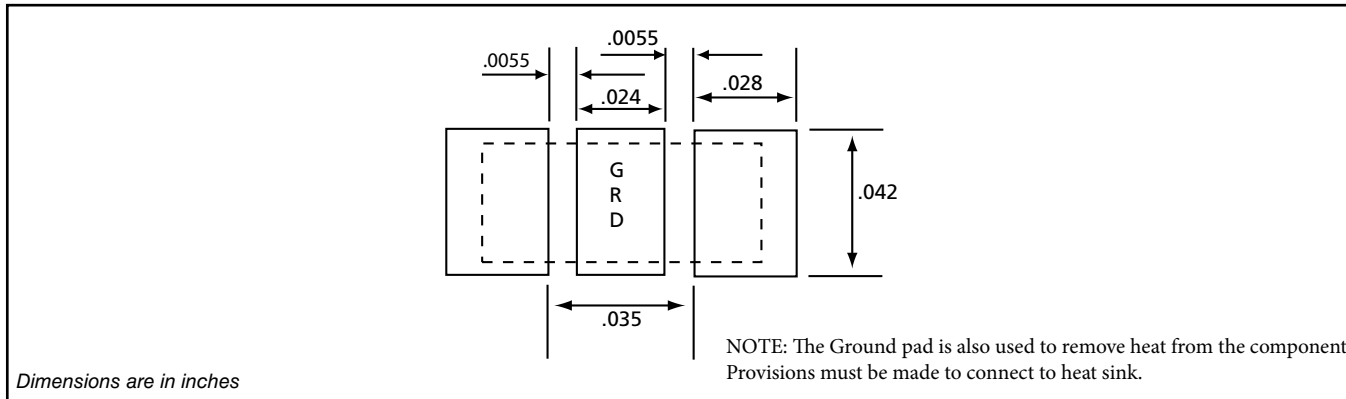 .0055
.0055
.024
.028
G
R
D
.042
.035
NOTE: The Ground pad is also used to remove heat from the component
Provisions must be made to connect to heat sink.
Dimensions are in inches